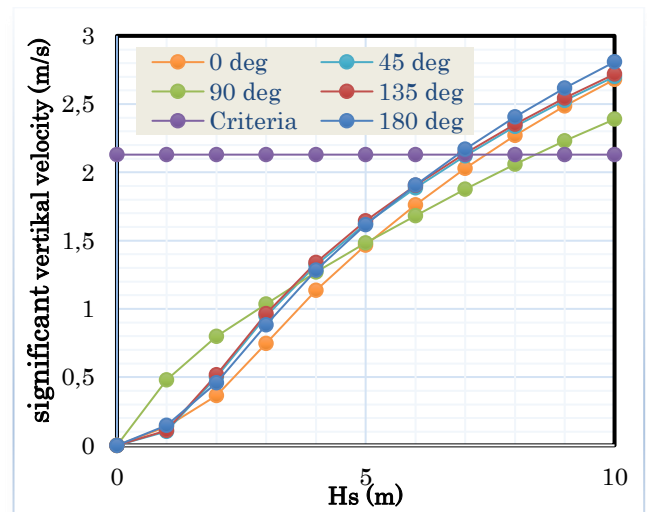 significant vertikal velocity (m/s)
3
2,5
2
1,5
1
0,5
0
0 deg
45 deg
90 deg
135 deg
Criteria
180 deg
0
5
10
Hs (m)